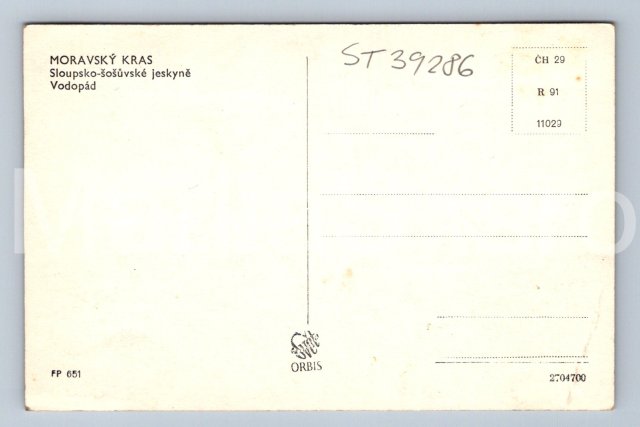 MORAVSKÝ KRAS
Sloupsko-šošůvské jeskyně
Vodopád
ST 39286
ČH 29
R 91
11029
Svět
ORBIS
FP 651
2704700